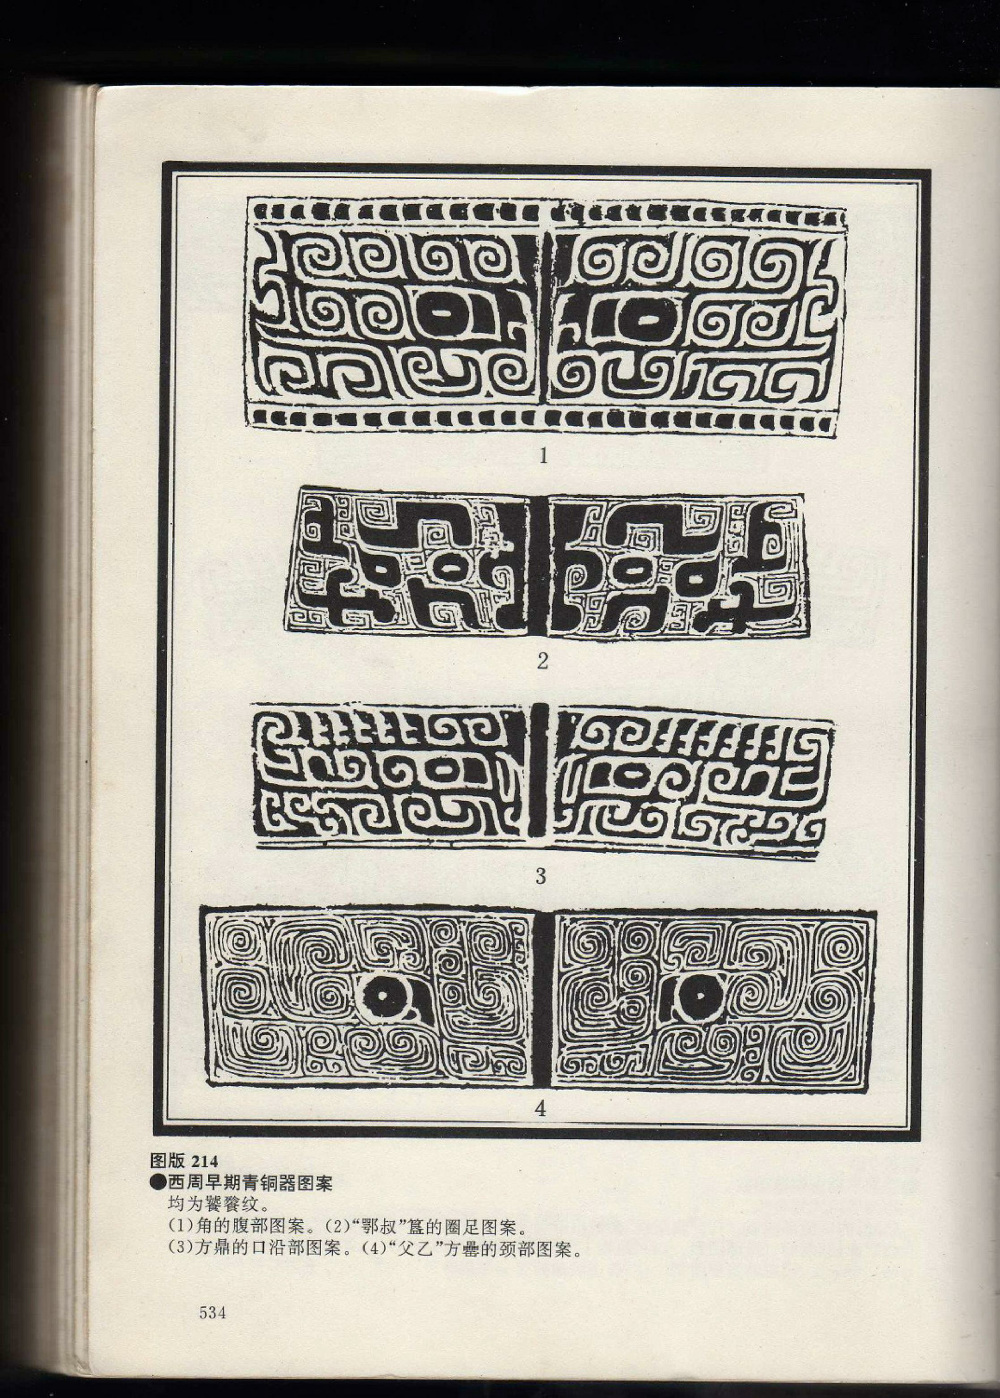 1
2
3
4
图版 214
●西周早期青铜器图案
均为饕餮纹。
(1)角的腹部图案。(2)“鄂叔”簋的圈足图案。
(3)方鼎的口沿部图案。(4)“父乙”方罍的颈部图案。
534